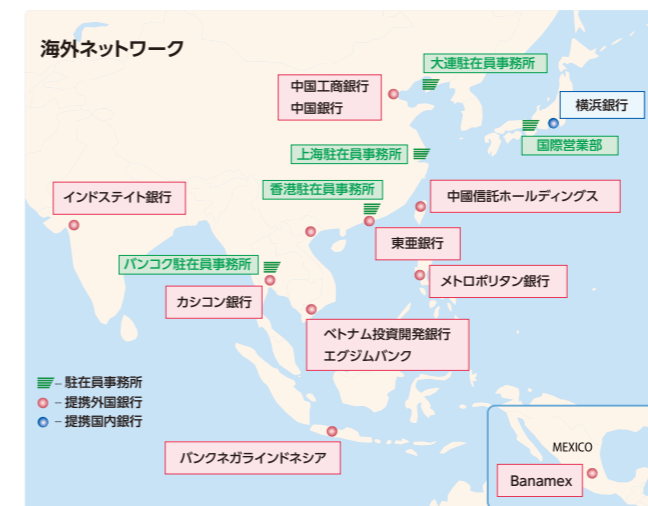 海外ネットワーク
大連駐在員事務所
中国工商銀行
中国銀行
横浜銀行
国際営業部
上海駐在員事務所
香港駐在員事務所
インドステイト銀行
中國信託ホールディングス
東亜銀行
バンコク駐在員事務所
メトロポリタン銀行
カシコン銀行
ベトナム投資開発銀行
エグジムバンク
– 駐在員事務所
– 提携外国銀行
– 提携国内銀行
バンクネガラインドネシア
MEXICO
Banamex